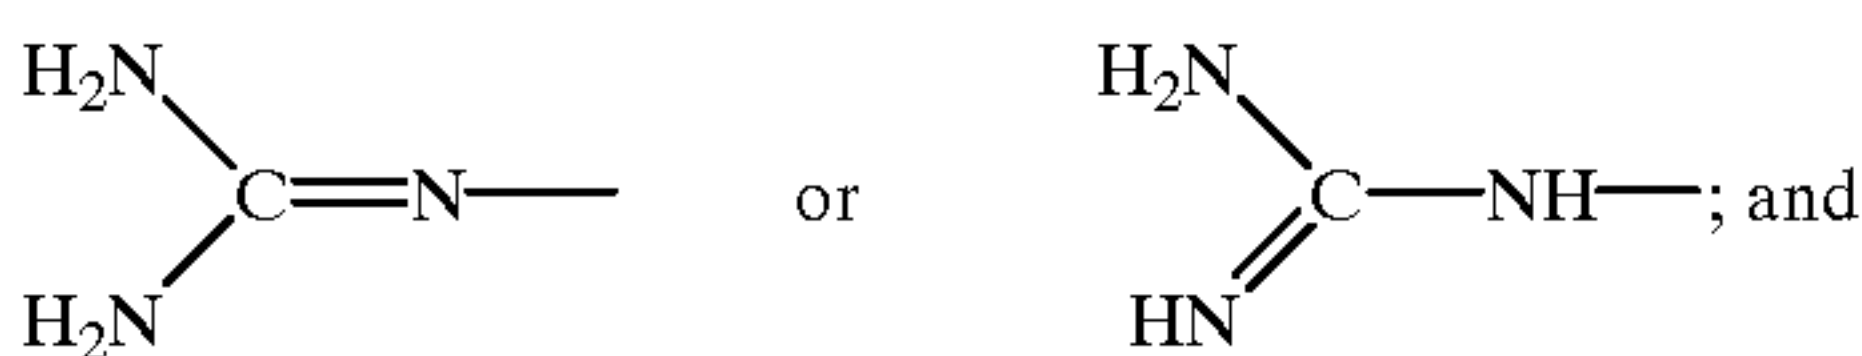 H₂N H₂N
C N or C NH ; and
H₂N HN